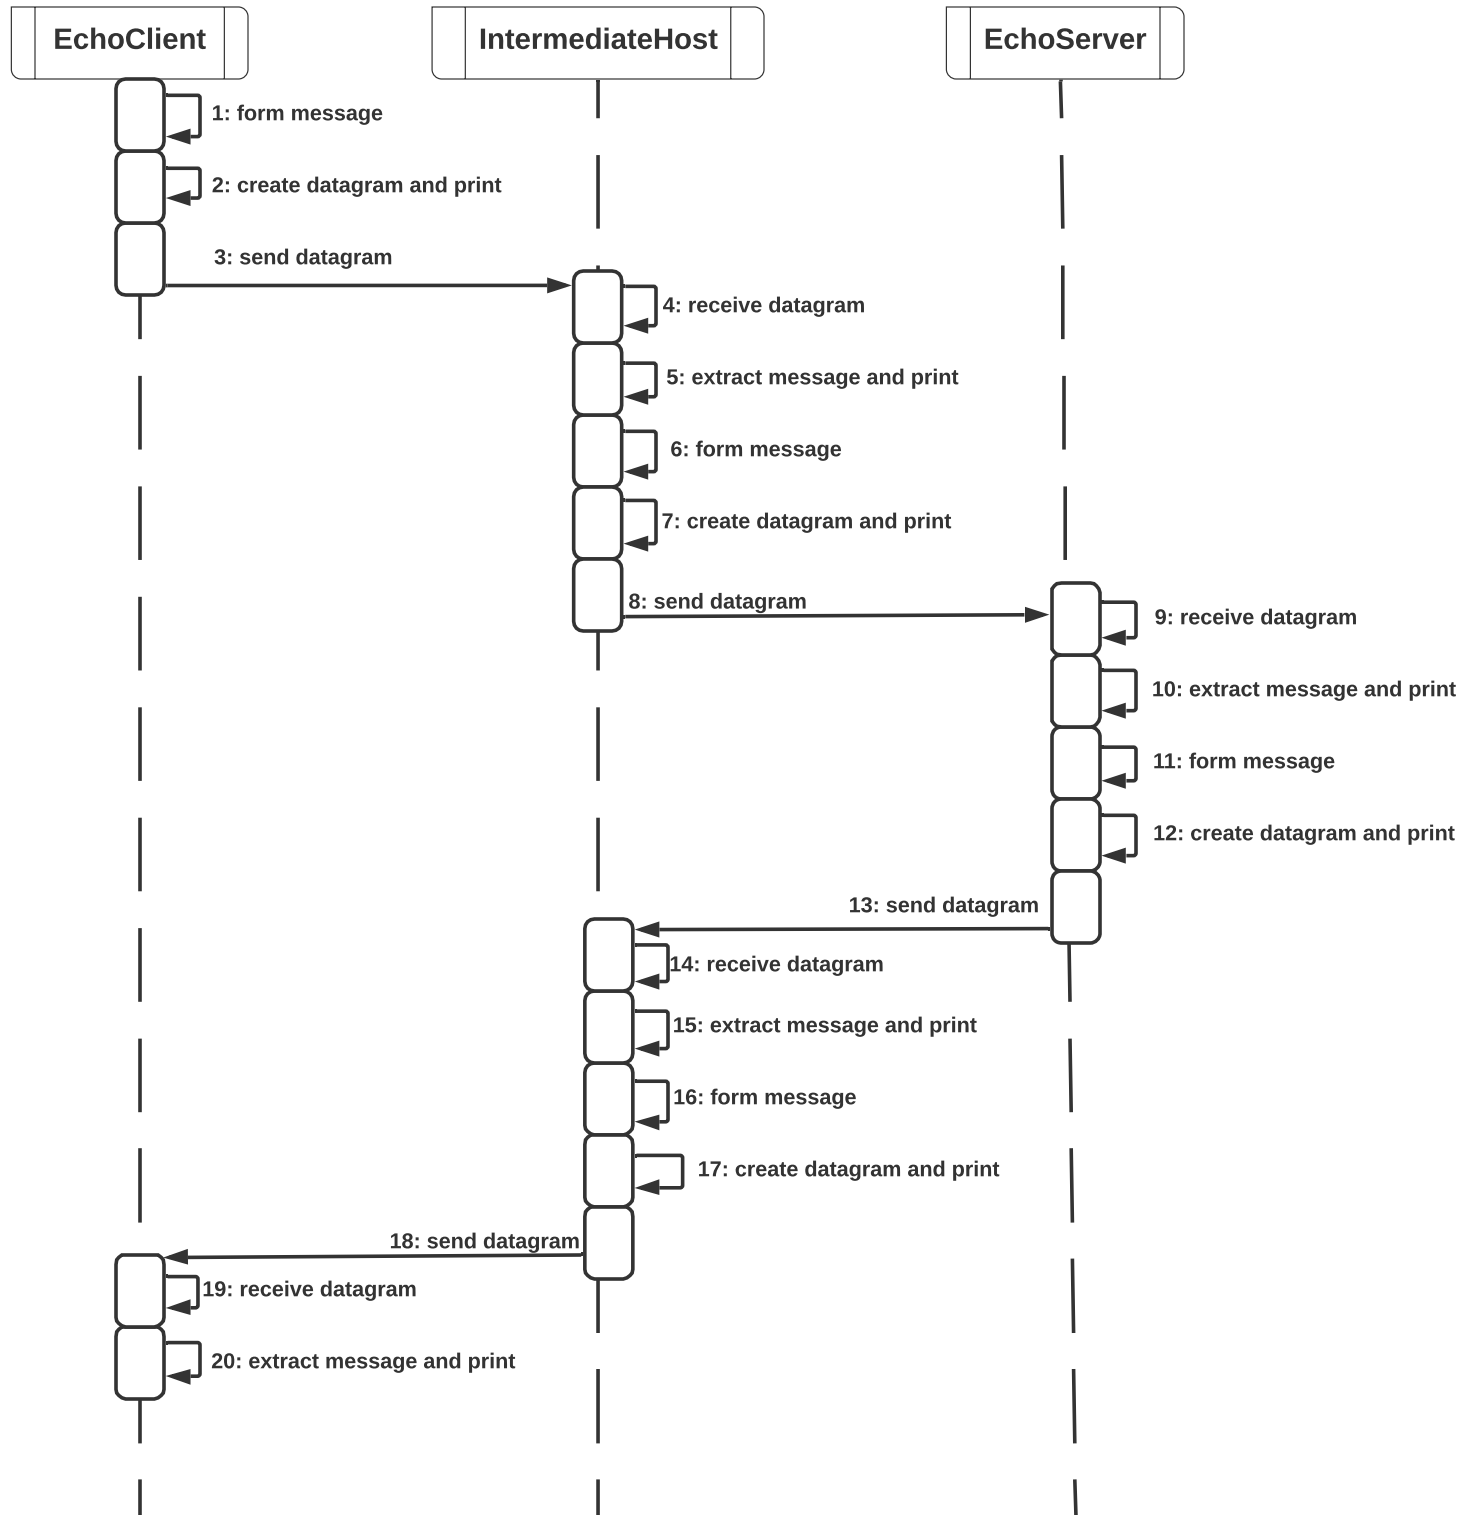 EchoClient
IntermediateHost
EchoServer
1: form message
2: create datagram and print
3: send datagram
4: receive datagram
5: extract message and print
6: form message
7: create datagram and print
8: send datagram
9: receive datagram
10: extract message and print
11: form message
12: create datagram and print
13: send datagram
14: receive datagram
15: extract message and print
16: form message
17: create datagram and print
18: send datagram
19: receive datagram
20: extract message and print